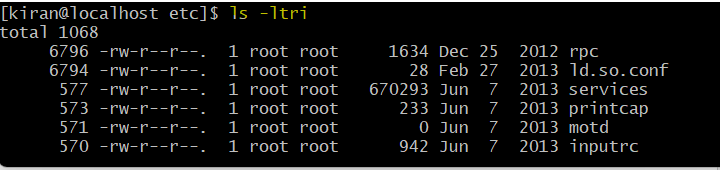 [kiran@localhost etc]$ ls -ltri
total 1068
6796 -rw-r--r--. 1 root root 1634 Dec 25 2012 rpc
6794 -rw-r--r--. 1 root root 28 Feb 27 2013 ld.so.conf
577 -rw-r--r--. 1 root root 670293 Jun 7 2013 services
573 -rw-r--r--. 1 root root 233 Jun 7 2013 printcap
571 -rw-r--r--. 1 root root 0 Jun 7 2013 motd
570 -rw-r--r--. 1 root root 942 Jun 7 2013 inputrc